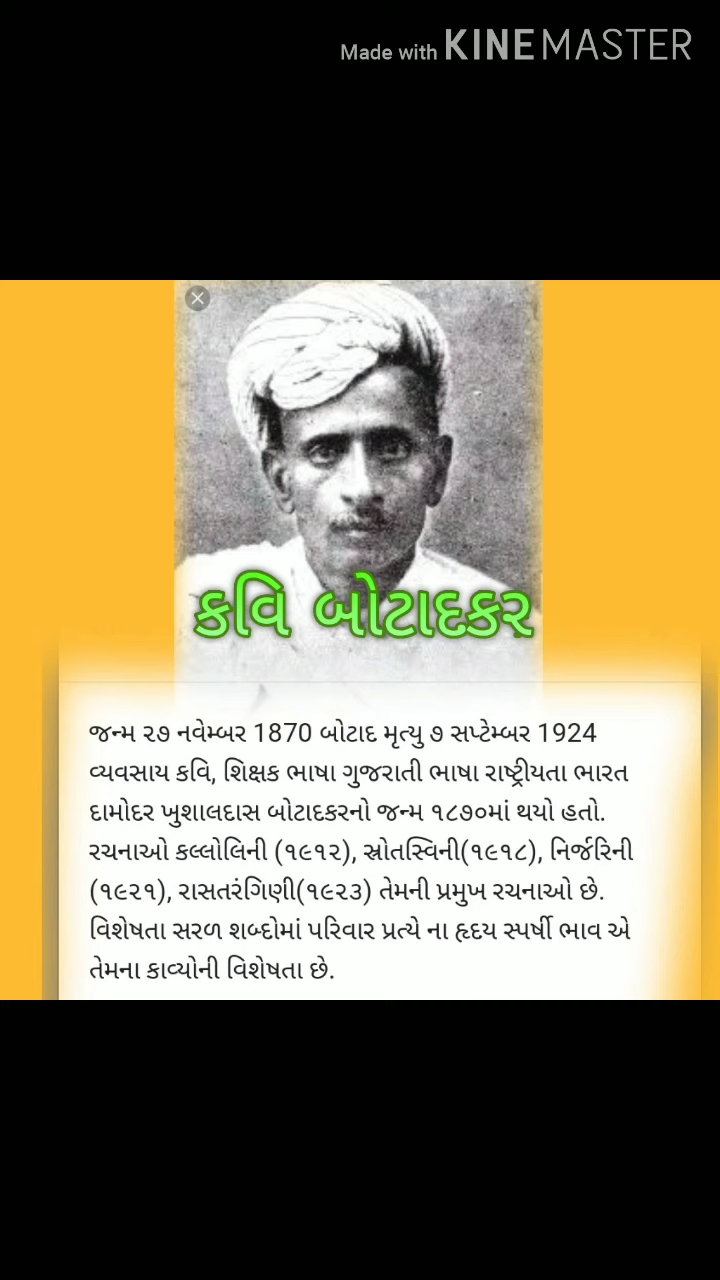 Made with KINEMASTER
કવિ બોટાદકર
જન્મ ૨૭ નવેમ્બર 1870 બોટાદ મૃત્યુ ૭ સપ્ટેમ્બર 1924
વ્યવસાય કવિ, શિક્ષક ભાષા ગુજરાતી ભાષા રાષ્ટ્રીયતા ભારત
દામોદર ખુશાલદાસ બોટાદકરનો જન્મ ૧૮૭૦માં થયો હતો.
રચનાઓ કલ્લોલિની (૧૯૧૨), સ્રોતસ્વિની(૧૯૧૮), નિર્જરિની
(૧૯૨૧), રાસતરંગિણી(૧૯૨૩) તેમની પ્રમુખ રચનાઓ છે.
વિશેષતા સરળ શબ્દોમાં પરિવાર પ્રત્યે ના હૃદય સ્પર્ષી ભાવ એ
તેમના કાવ્યોની વિશેષતા છે.